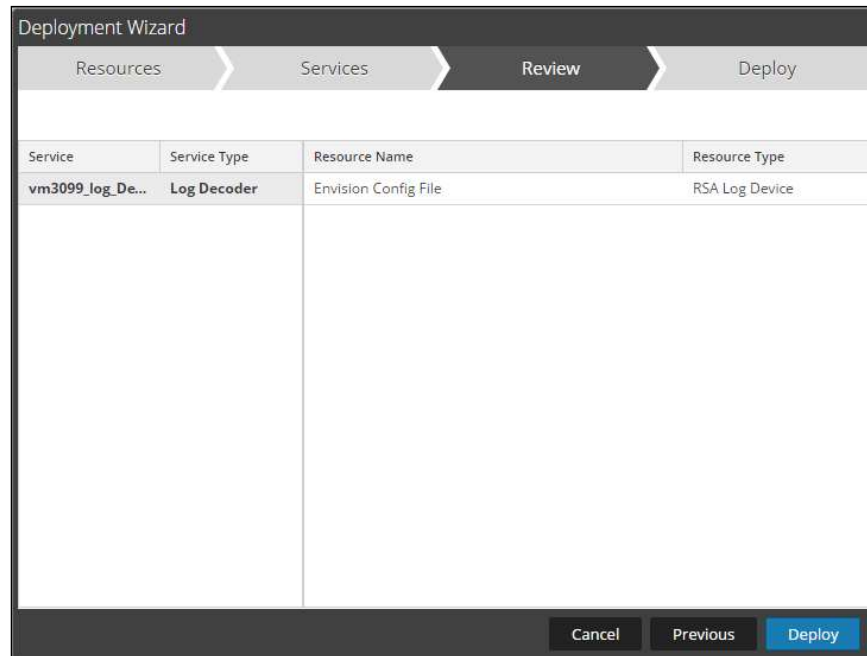 Deployment Wizard
Resources Services Review Deploy
Service Service Type Resource Name Resource Type
vm3099_log_De... Log Decoder Envision Config File RSA Log Device
Cancel Previous Deploy